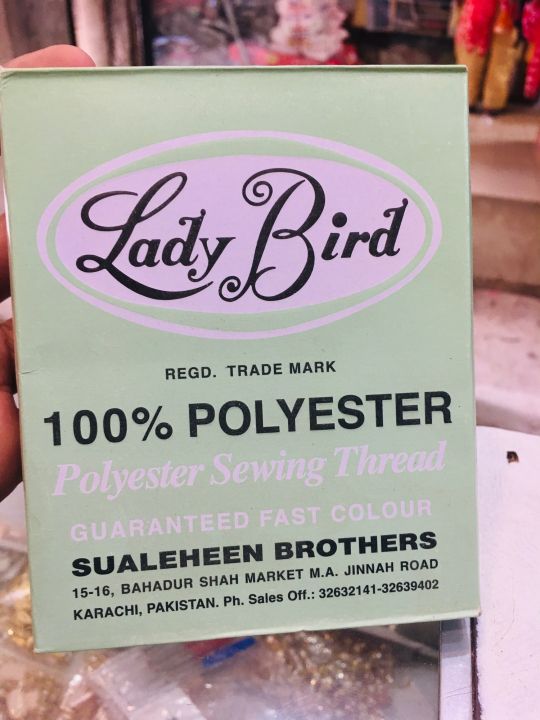 Lady Bird
REGD. TRADE MARK
100% POLYESTER
Polyester Sewing Thread
GUARANTEED FAST COLOUR
SUALEHEEN BROTHERS
15-16, BAHADUR SHAH MARKET M.A. JINNAH ROAD
KARACHI, PAKISTAN. Ph. Sales Off.: 32632141-32639402